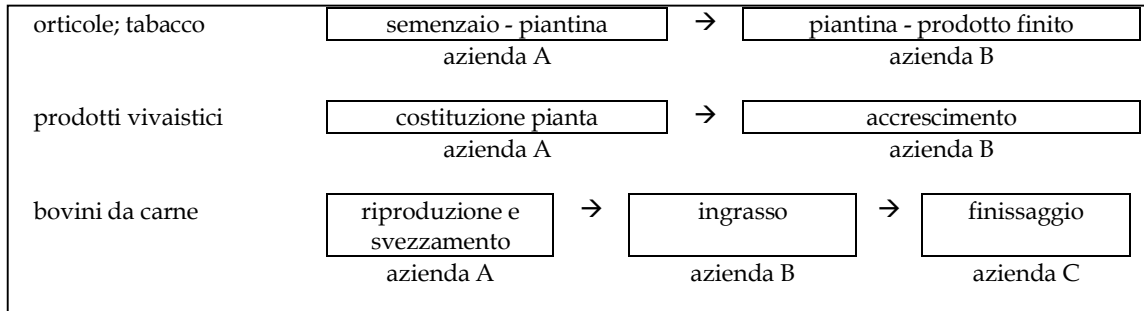 orticole; tabacco semenzaio - piantina → piantina - prodotto finito
azienda A azienda B
prodotti vivaistici costituzione pianta → accrescimento
azienda A azienda B
bovini da carne riproduzione e → ingrasso → finissaggio
svezzamento
azienda A azienda B azienda C